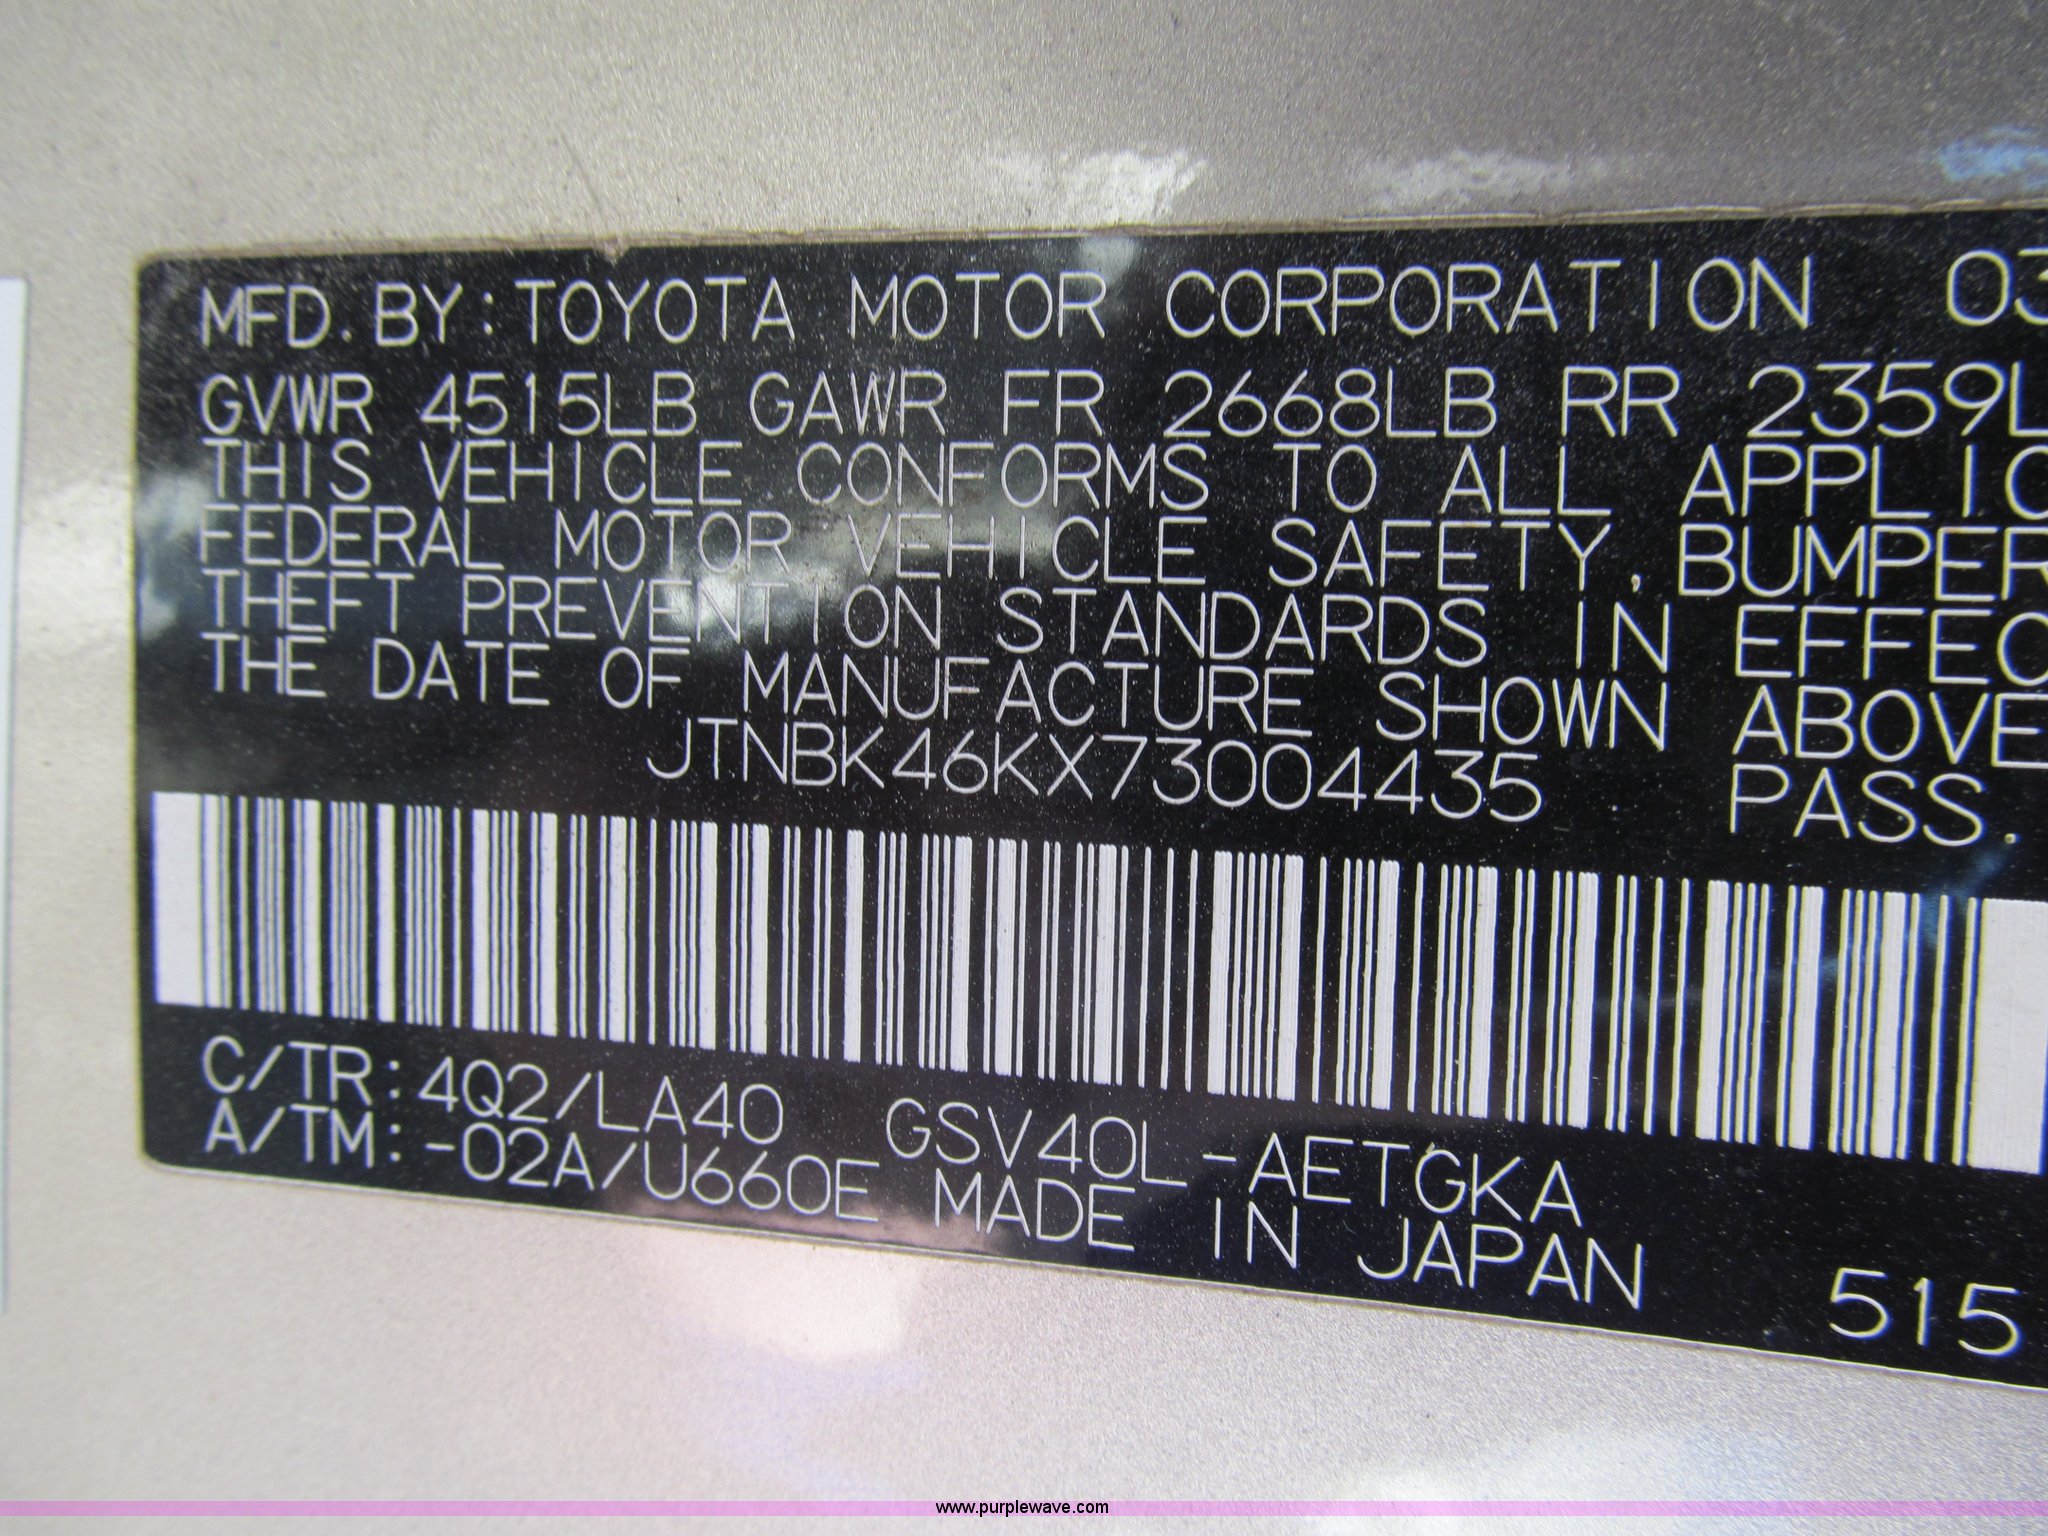 MFD. BY: TOYOTA MOTOR CORPORATION 03
GVWR 4515LB GAWR FR 2668LB RR 2359L
THIS VEHICLE CONFORMS TO ALL APPLIC
FEDERAL MOTOR VEHICLE SAFETY, BUMPER
THEFT PREVENTION STANDARDS IN EFFEC
THE DATE OF MANUFACTURE SHOWN ABOVE
JTNBK46KX73004435 PASS.
C/TR: 4Q2/LA40 GSV40L-AETGKA
A/TM: -02A/U660E MADE IN JAPAN 515
www.purplewave.com